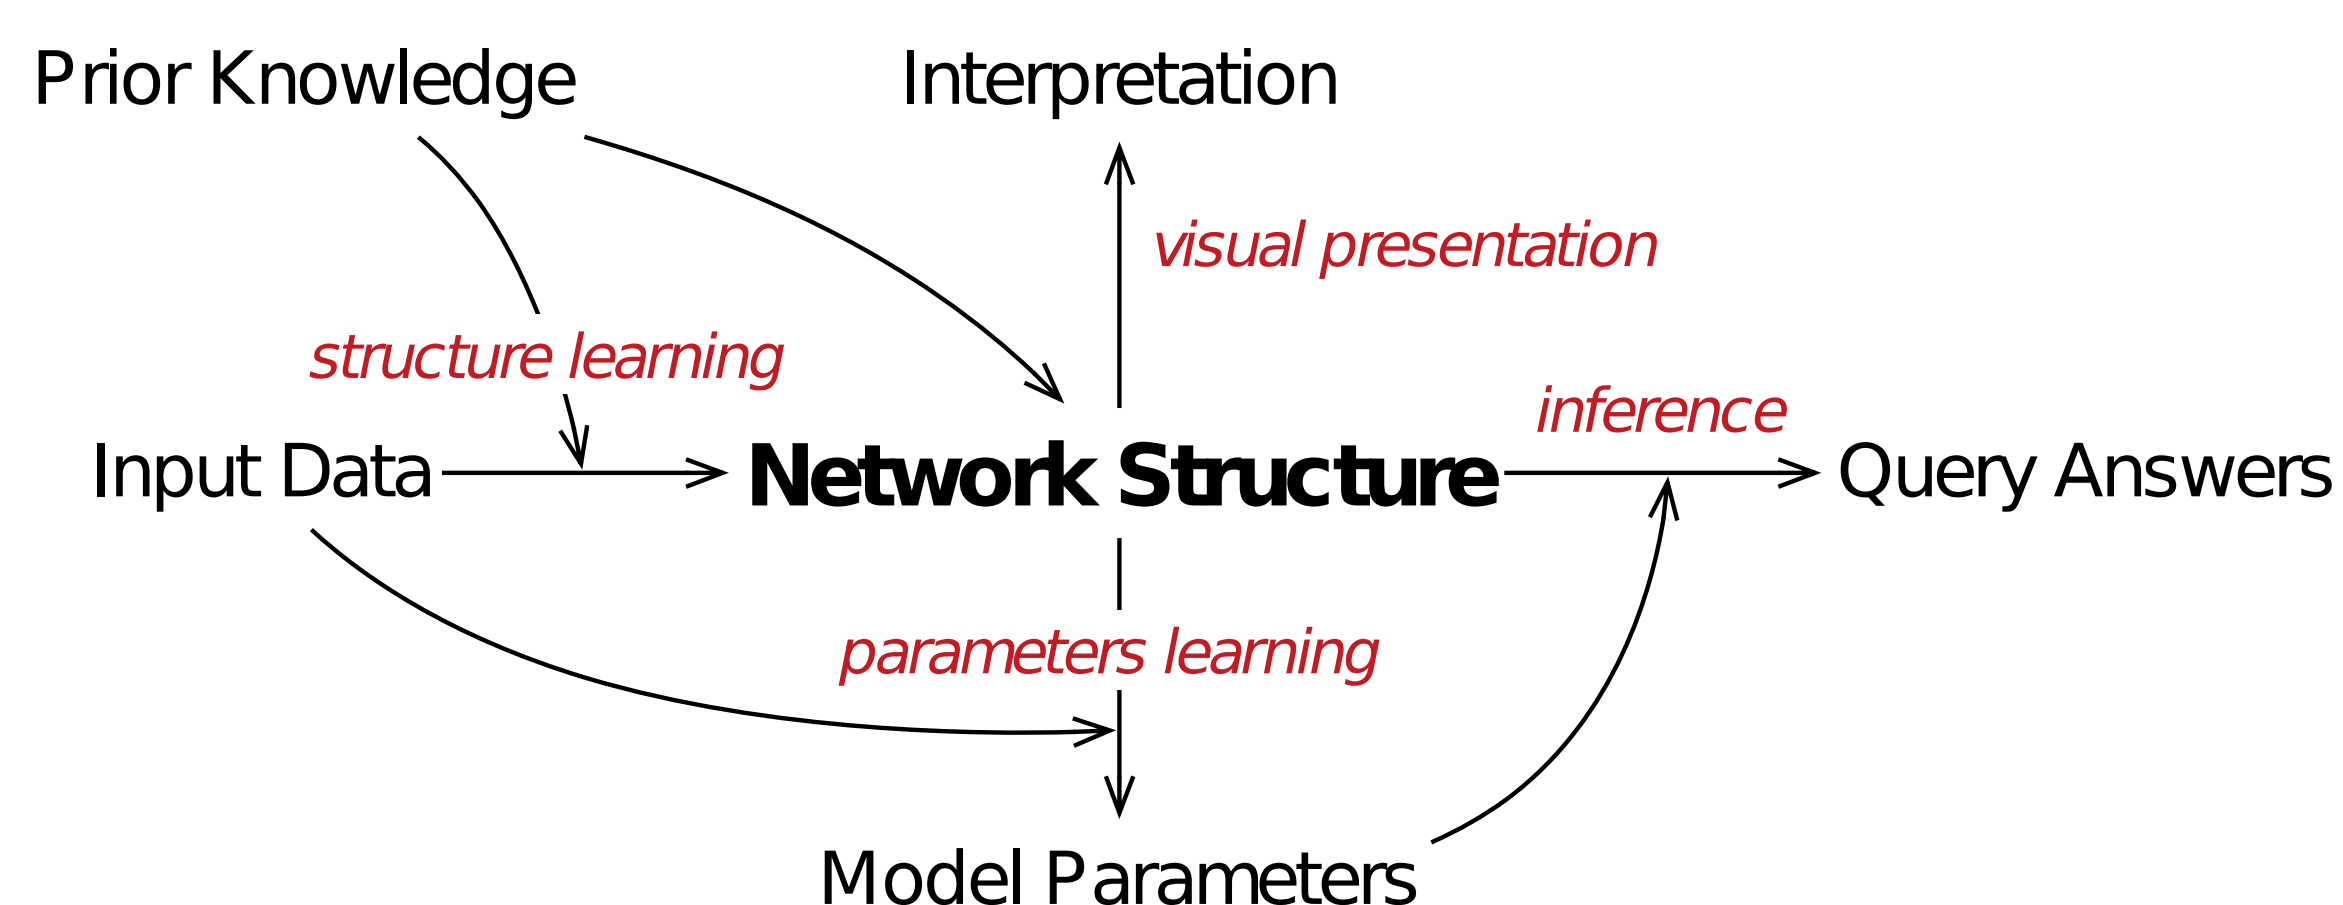 Prior Knowledge
Interpretation
visual presentation
structure learning
inference
Input Data
Network Structure
Query Answers
parameters learning
Model Parameters